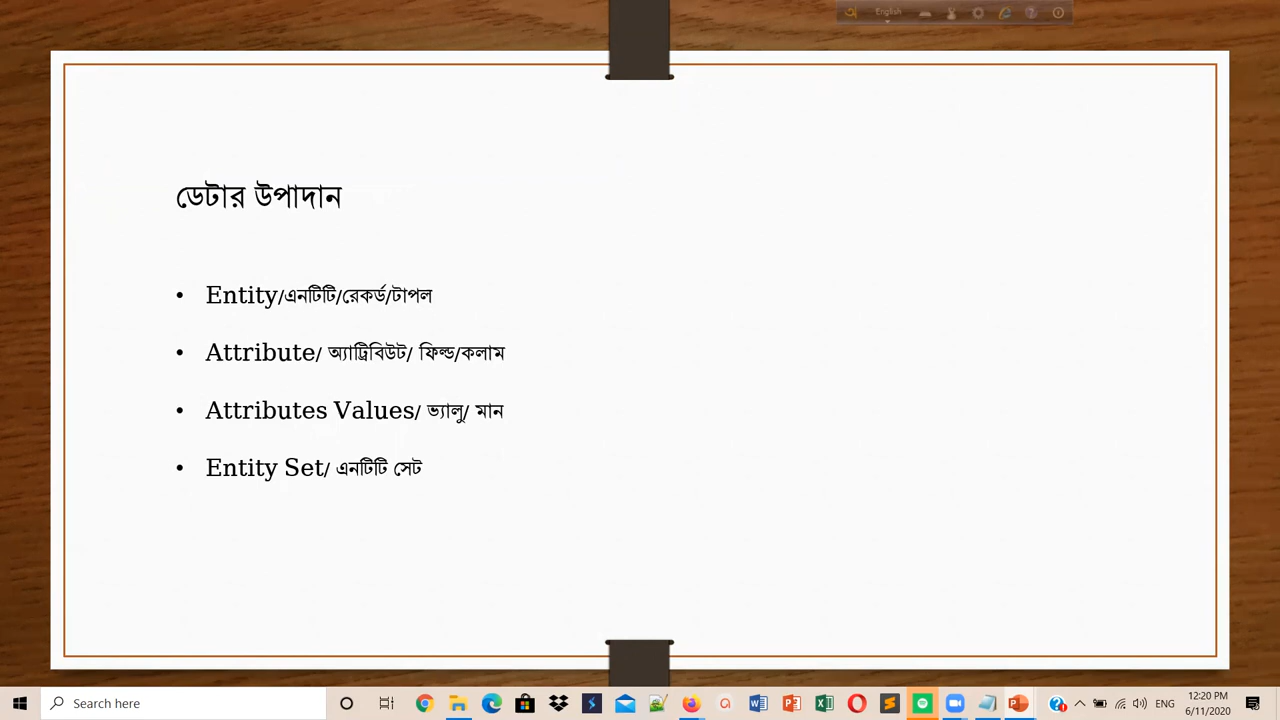 English
ডেটার উপাদান
• Entity/এনটিটি/রেকর্ড/টাপল
• Attribute/ অ্যাট্রিবিউট/ ফিল্ড/কলাম
• Attributes Values/ ভ্যালু/ মান
• Entity Set/ এনটিটি সেট
Search here
ENG
12:20 PM
6/11/2020